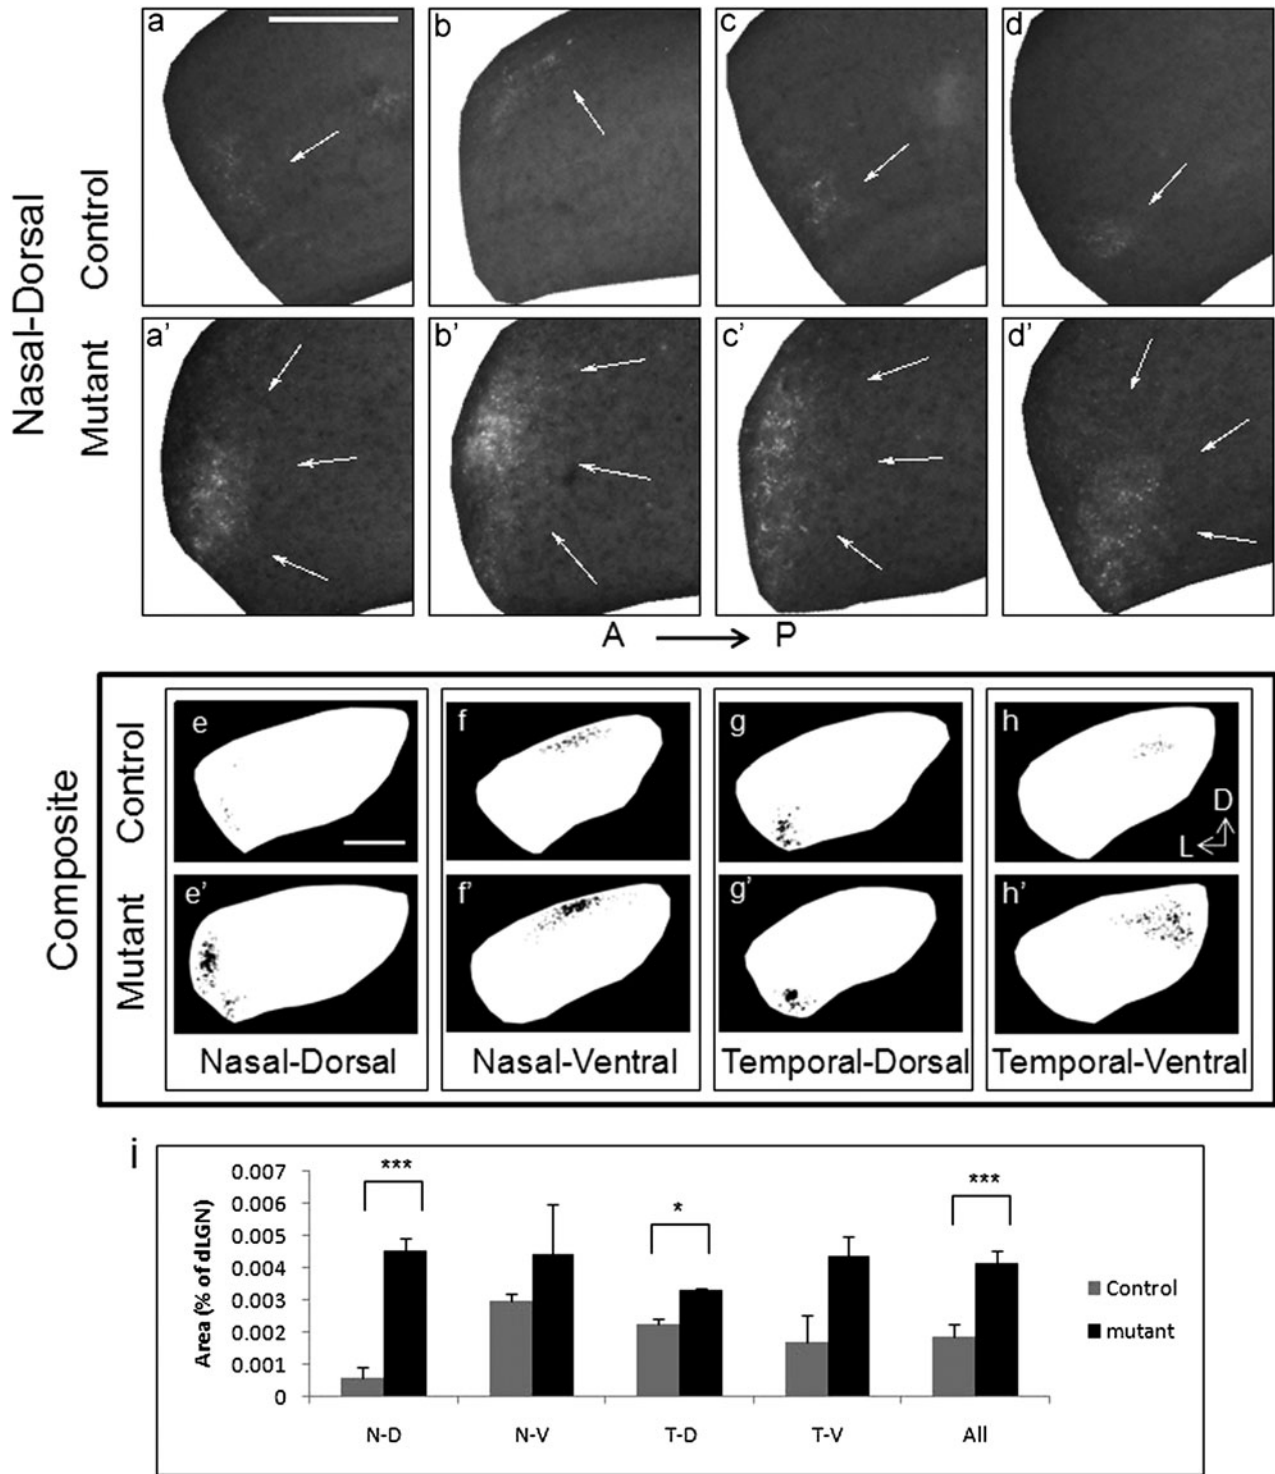 a b c d
Nasal-Dorsal
Control
a' b' c' d'
Mutant
A P
Composite
Control
e f g h
D
L
Mutant
e' f' g' h'
Nasal-Dorsal Nasal-Ventral Temporal-Dorsal Temporal-Ventral
i
Area (% of dLGN)
0.007
0.006
0.005
0.004
0.003
0.002
0.001
0
*** * ***
N-D N-V T-D T-V All
Control
mutant